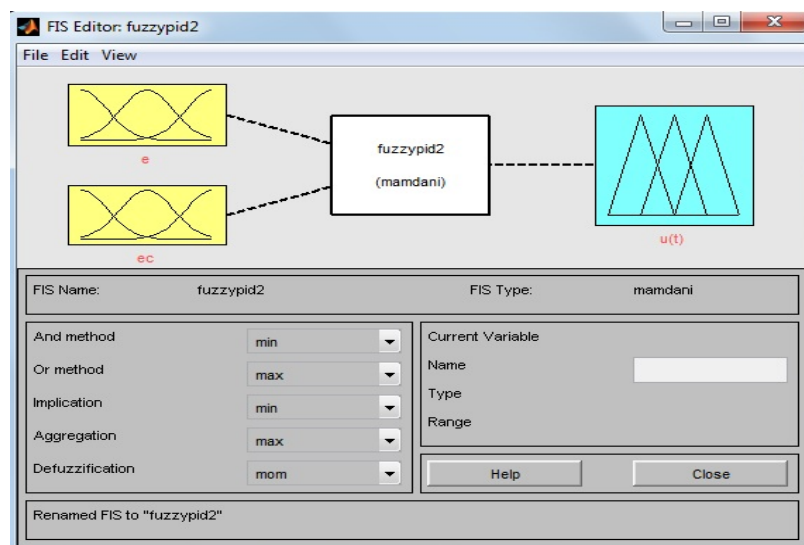 FIS Editor: fuzzypid2
File Edit View
e
ec
fuzzypid2
(mamdani)
u(t)
FIS Name: fuzzypid2 FIS Type: mamdani
And method min
Or method max
Implication min
Aggregation max
Defuzzification mom
Current Variable
Name
Type
Range
Help Close
Renamed FIS to "fuzzypid2"